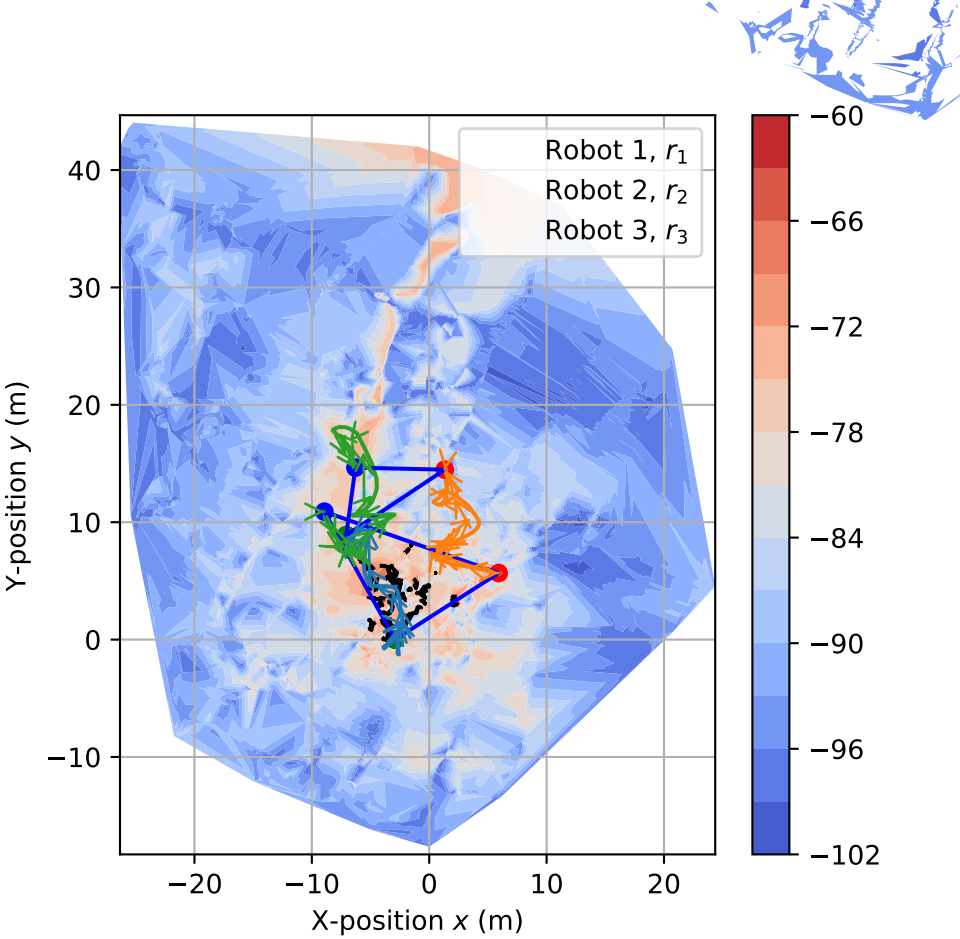 Robot 1, r₁
Robot 2, r₂
Robot 3, r₃
40
30
20
10
0
−10
Y-position y (m)
−20 −10 0 10 20
X-position x (m)
−60
−66
−72
−78
−84
−90
−96
−102